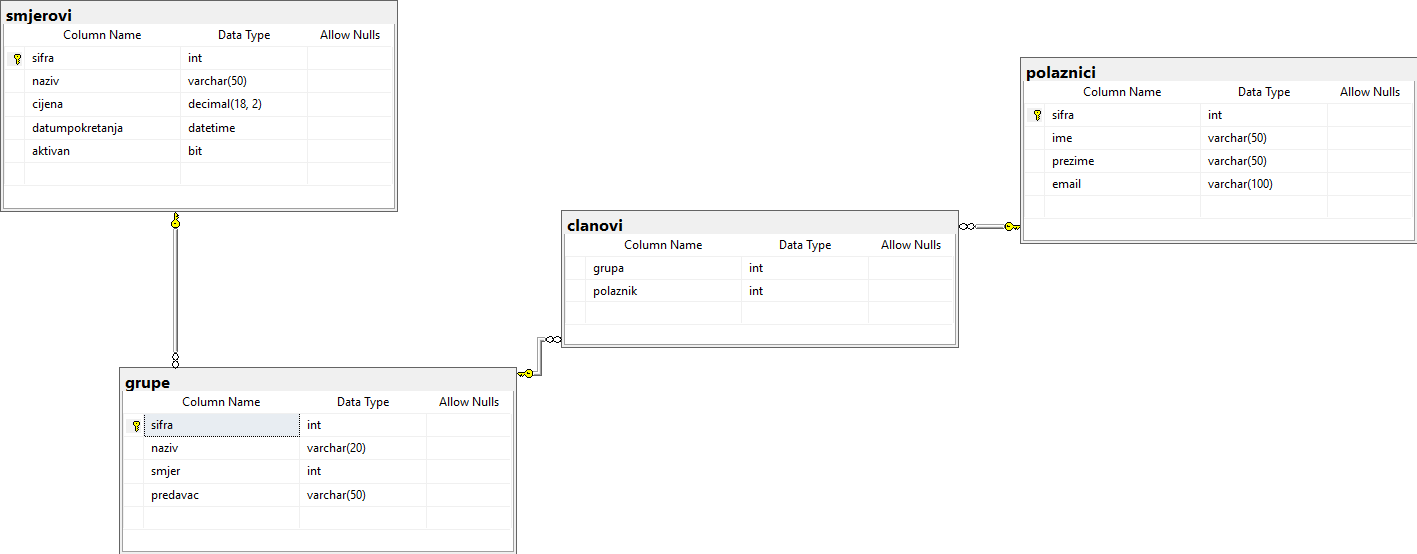 smjerovi
Column Name Data Type Allow Nulls
sifra int
naziv varchar(50)
cijena decimal(18, 2)
datumpokretanja datetime
aktivan bit
polaznici
Column Name Data Type Allow Nulls
sifra int
ime varchar(50)
prezime varchar(50)
email varchar(100)
clanovi
Column Name Data Type Allow Nulls
grupa int
polaznik int
grupe
Column Name Data Type Allow Nulls
sifra int
naziv varchar(20)
smjer int
predavac varchar(50)